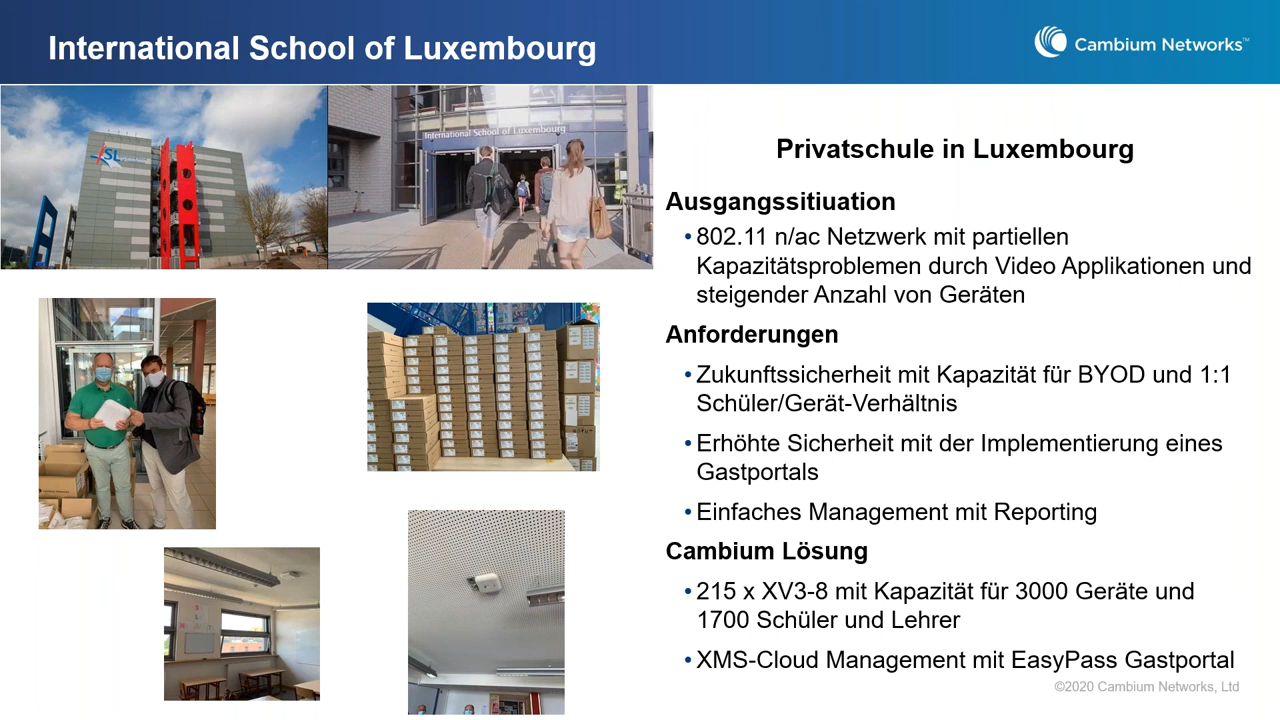 International School of Luxembourg
Cambium Networks™
ISL
International School of Luxembourg
Privatschule in Luxembourg
Ausgangssitiuation
•802.11 n/ac Netzwerk mit partiellen
Kapazitätsproblemen durch Video Applikationen und
steigender Anzahl von Geräten
Anforderungen
•Zukunftssicherheit mit Kapazität für BYOD und 1:1
Schüler/Gerät-Verhältnis
•Erhöhte Sicherheit mit der Implementierung eines
Gastportals
•Einfaches Management mit Reporting
Cambium Lösung
•215 x XV3-8 mit Kapazität für 3000 Geräte und
1700 Schüler und Lehrer
•XMS-Cloud Management mit EasyPass Gastportal
©2020 Cambium Networks, Ltd